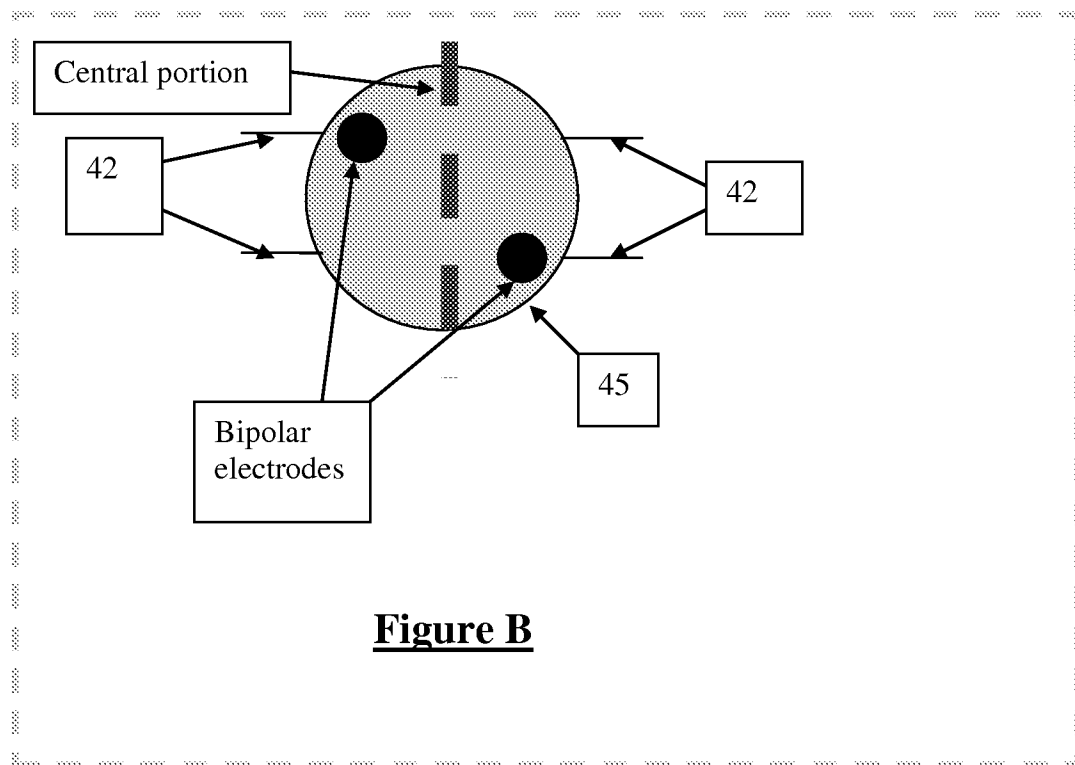 Central portion
42
42
45
Bipolar
electrodes
Figure B